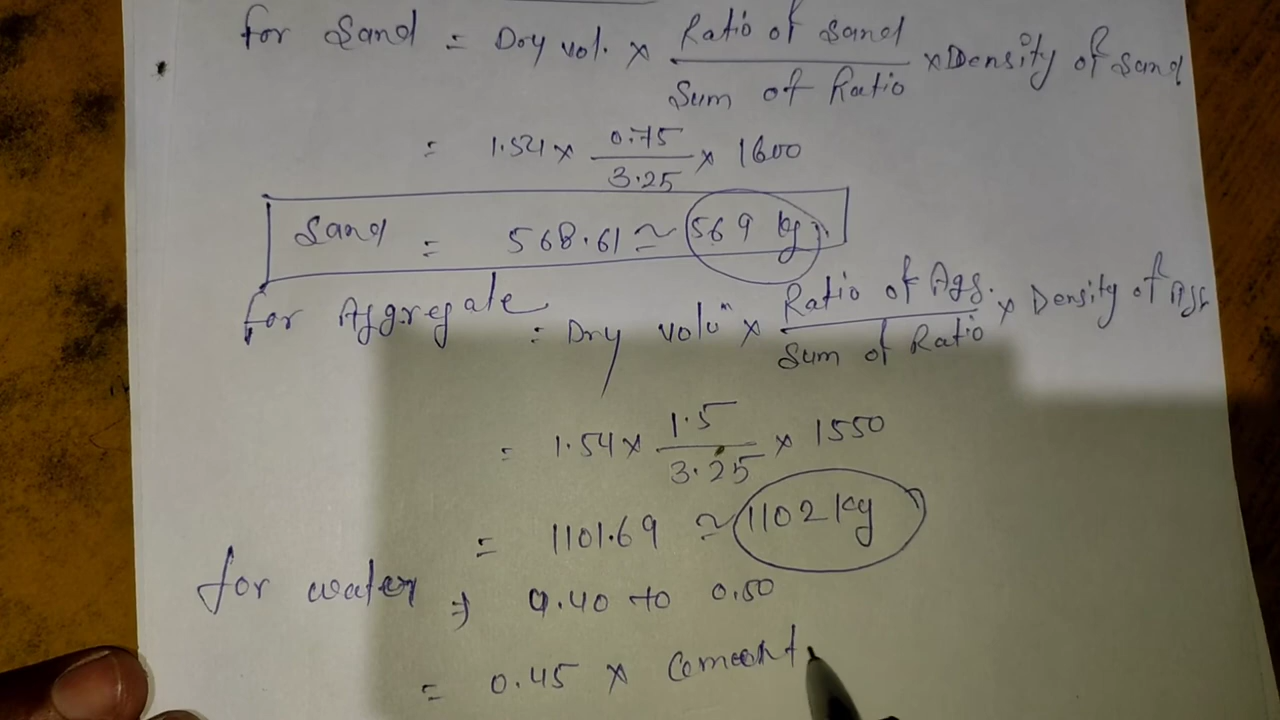 for Sand = Dry vol. × Ratio of Sand / Sum of Ratio × Density of Sand
= 1.54 × 0.75 / 3.25 × 1600
Sand = 568.61 ≃ 569 kg
for Aggregate = Dry volu^n × Ratio of Agg. / Sum of Ratio × Density of Agg
= 1.54 × 1.5 / 3.25 × 1550
= 1101.69 ≃ 1102 kg
for water ⇒ 0.40 to 0.50
= 0.45 × Cement